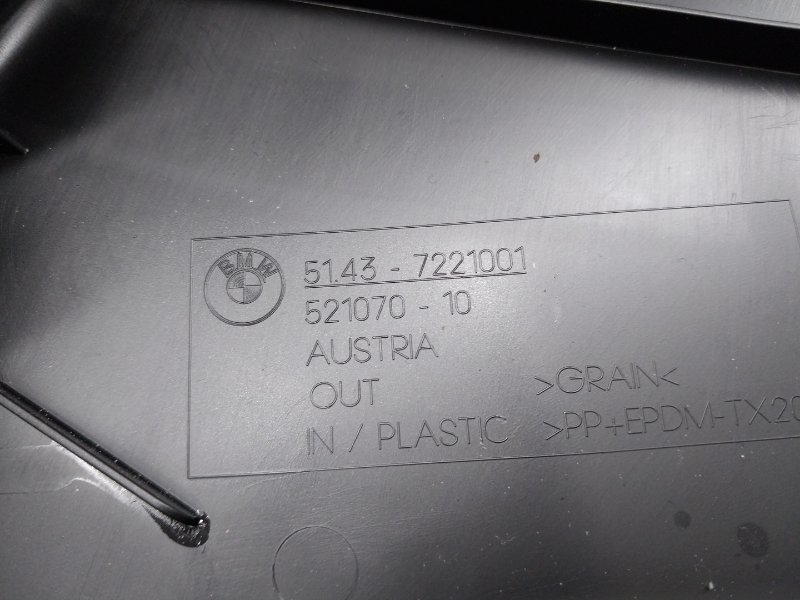 BMW
51.43 - 7221001
521070 - 10
AUSTRIA
OUT >GRAIN<
IN / PLASTIC >PP+EPDM-TX20